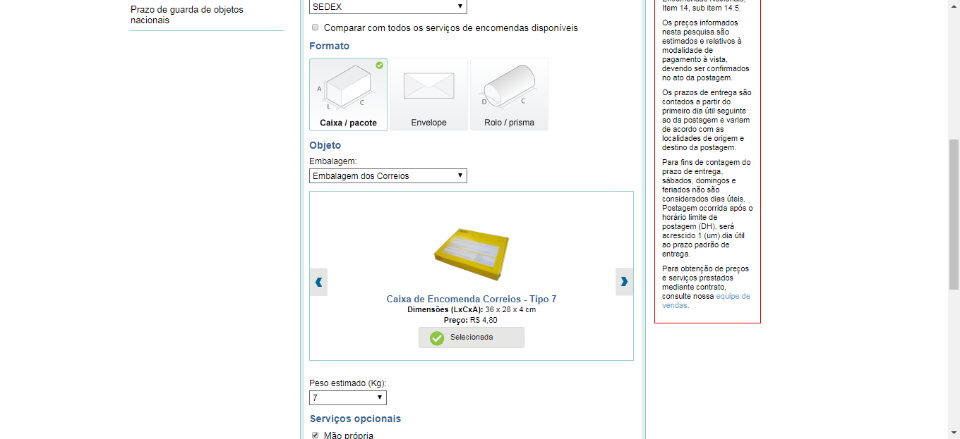 Prazo de guarda de objetos
nacionais
SEDEX
Comparar com todos os serviços de encomendas disponíveis
Formato
A
L
C
Caixa / pacote
Envelope
D
C
Rolo / prisma
Objeto
Embalagem:
Embalagem dos Correios
Caixa de Encomenda Correios - Tipo 7
Dimensões (LxCxA): 36 x 28 x 4 cm
Preço: R$ 4,80
Selecionada
Peso estimado (Kg):
7
Serviços opcionais
Mão própria
Encomendas Nacionais,
Item 14, sub item 14.5.
Os preços informados
nesta pesquisa são
estimados e relativos à
modalidade de
pagamento à vista,
devendo ser confirmados
no ato da postagem.
Os prazos de entrega são
contados a partir do
primeiro dia útil seguinte
ao da postagem e variam
de acordo com as
localidades de origem e
destino da postagem.
Para fins de contagem do
prazo de entrega,
sábados, domingos e
feriados não são
considerados dias úteis.
Postagem ocorrida após o
horário limite de
postagem (DH), será
acrescido 1 (um) dia útil
ao prazo padrão de
entrega.
Para obtenção de preços
e serviços prestados
mediante contrato,
consulte nossa equipe de
vendas.